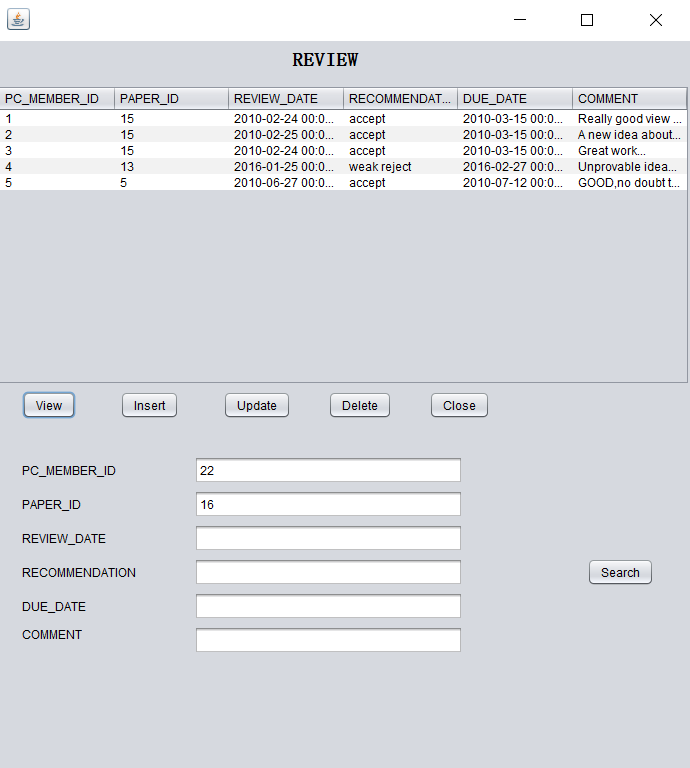 REVIEW
PC_MEMBER_ID PAPER_ID REVIEW_DATE RECOMMENDAT... DUE_DATE COMMENT
1 15 2010-02-24 00:0... accept 2010-03-15 00:0... Really good view ...
2 15 2010-02-25 00:0... accept 2010-03-15 00:0... A new idea about...
3 15 2010-02-24 00:0... accept 2010-03-15 00:0... Great work...
4 13 2016-01-25 00:0... weak reject 2016-02-27 00:0... Unprovable idea...
5 5 2010-06-27 00:0... accept 2010-07-12 00:0... GOOD,no doubt t...
View Insert Update Delete Close
PC_MEMBER_ID 22
PAPER_ID 16
REVIEW_DATE
RECOMMENDATION Search
DUE_DATE
COMMENT